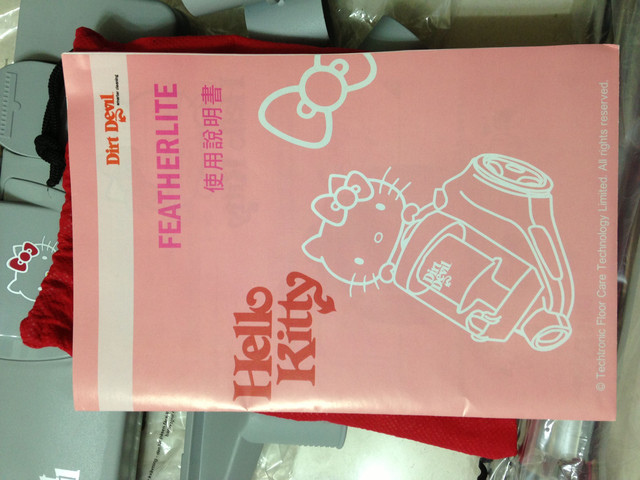 Dirt Devil
FEATHERLITE
使用說明書
Hello
Kitty
Dirt
Devil
© Techtronic Floor Care Technology Limited. All rights reserved.